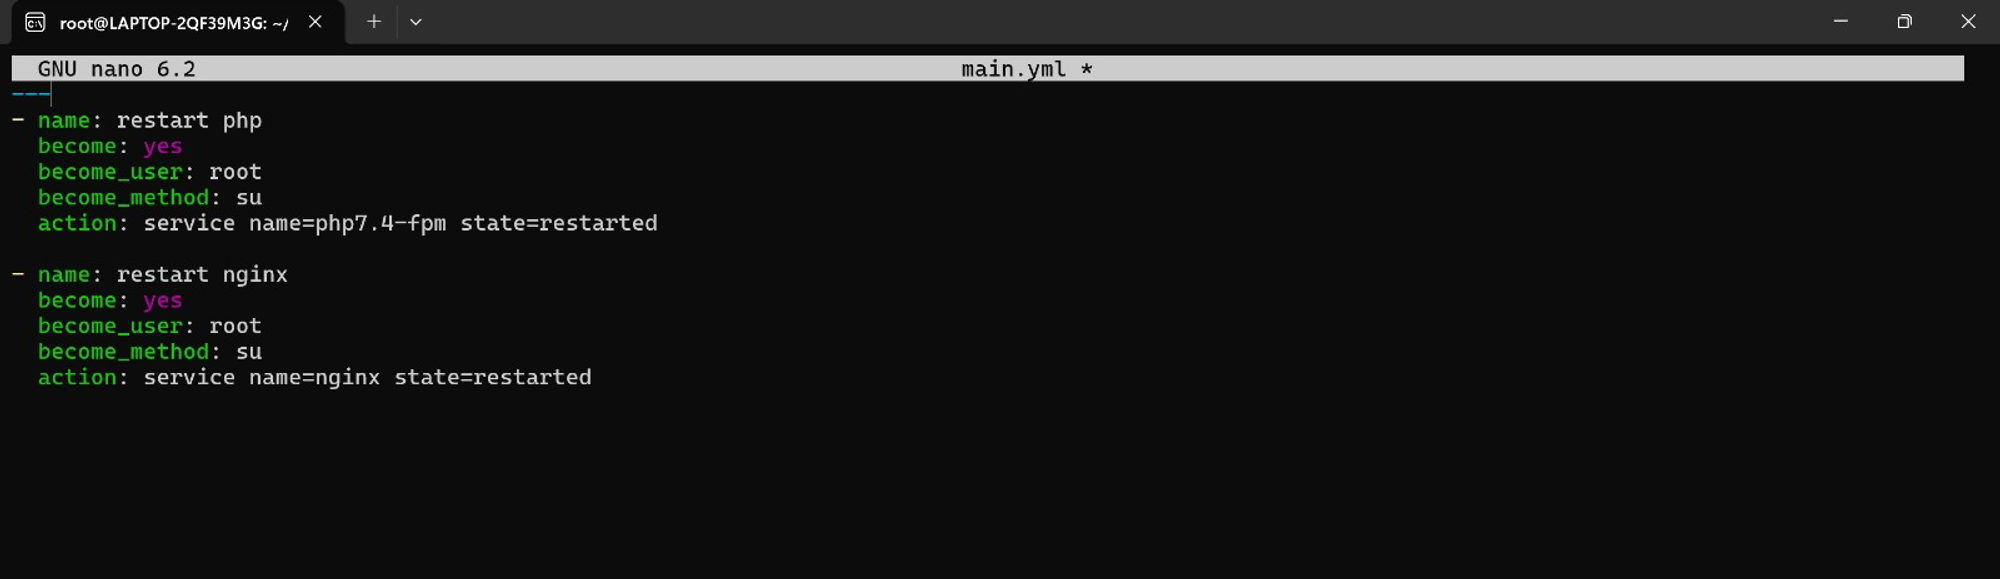 root@LAPTOP-2QF39M3G: ~/
GNU nano 6.2 main.yml *
---
- name: restart php
  become: yes
  become_user: root
  become_method: su
  action: service name=php7.4-fpm state=restarted

- name: restart nginx
  become: yes
  become_user: root
  become_method: su
  action: service name=nginx state=restarted